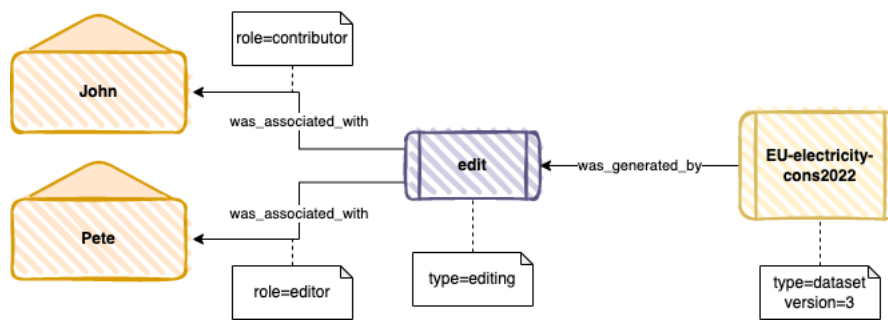 role=contributor
John
was_associated_with
edit
was_generated_by
EU-electricity-
cons2022
was_associated_with
Pete
role=editor
type=editing
type=dataset
version=3